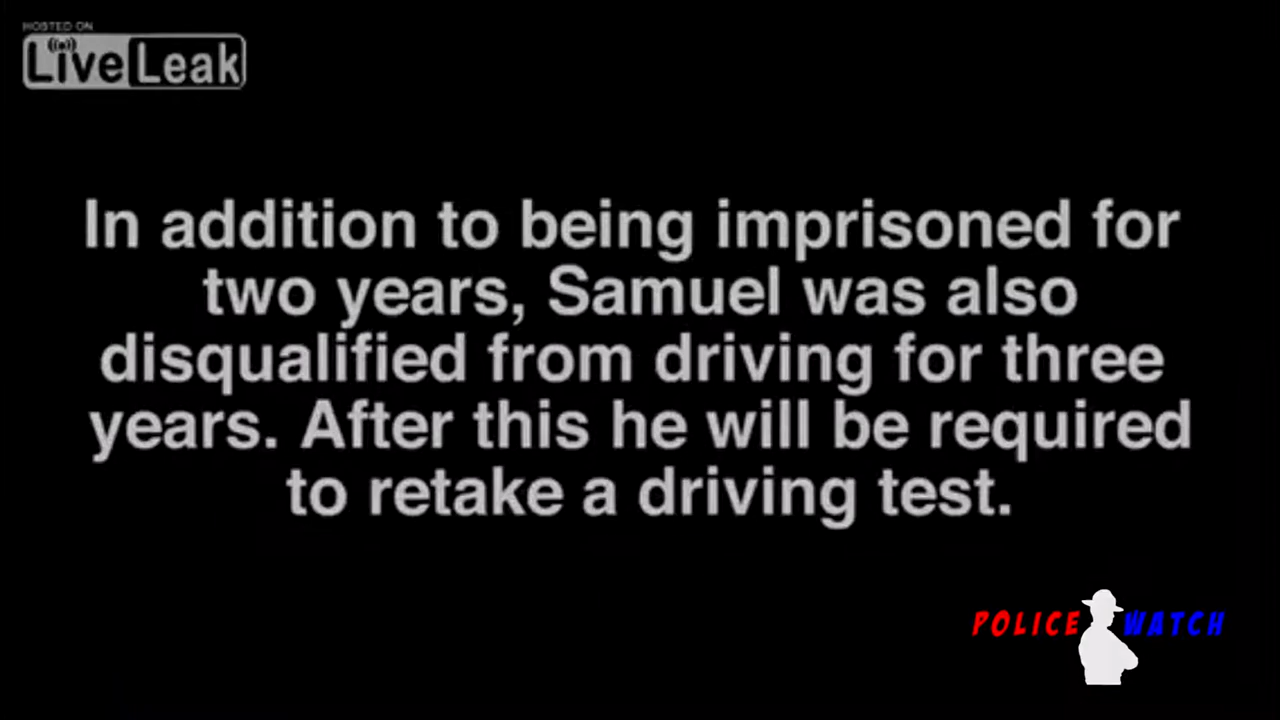 HOSTED ON
LiveLeak
In addition to being imprisoned for
two years, Samuel was also
disqualified from driving for three
years. After this he will be required
to retake a driving test.
POLICE WATCH